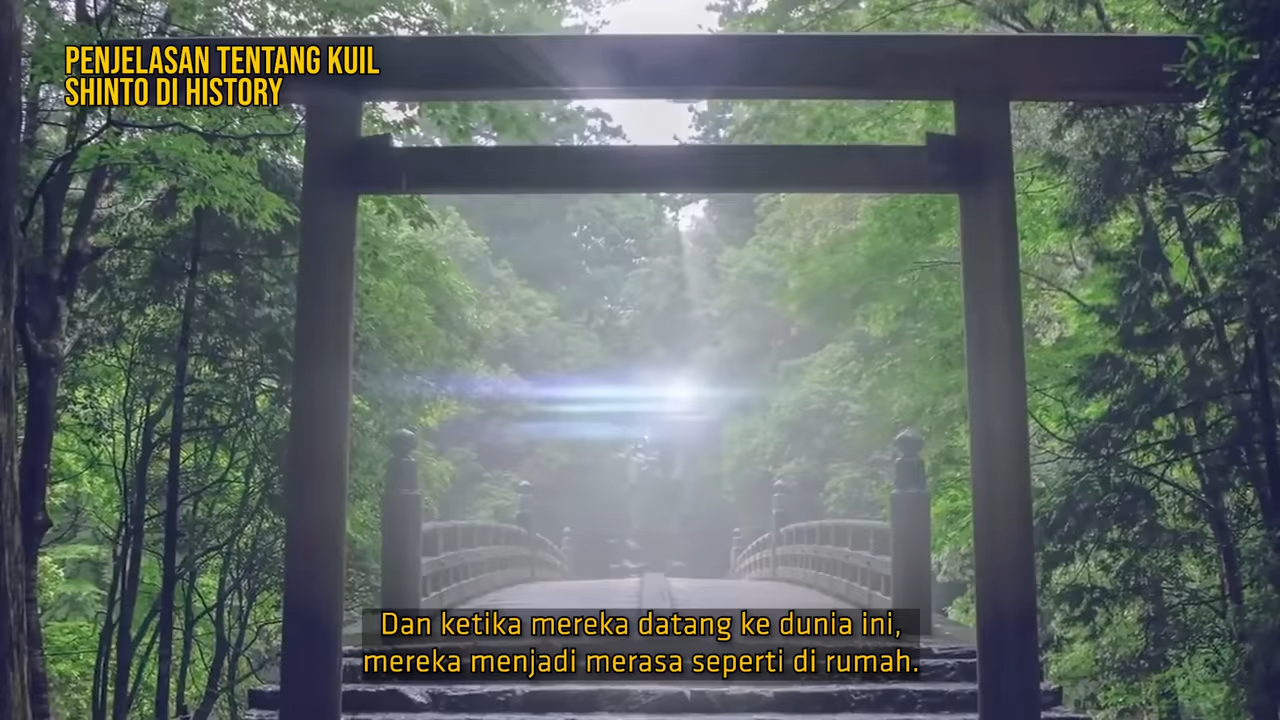 PENJELASAN TENTANG KUIL
SHINTO DI HISTORY
Dan ketika mereka datang ke dunia ini,
mereka menjadi merasa seperti di rumah.